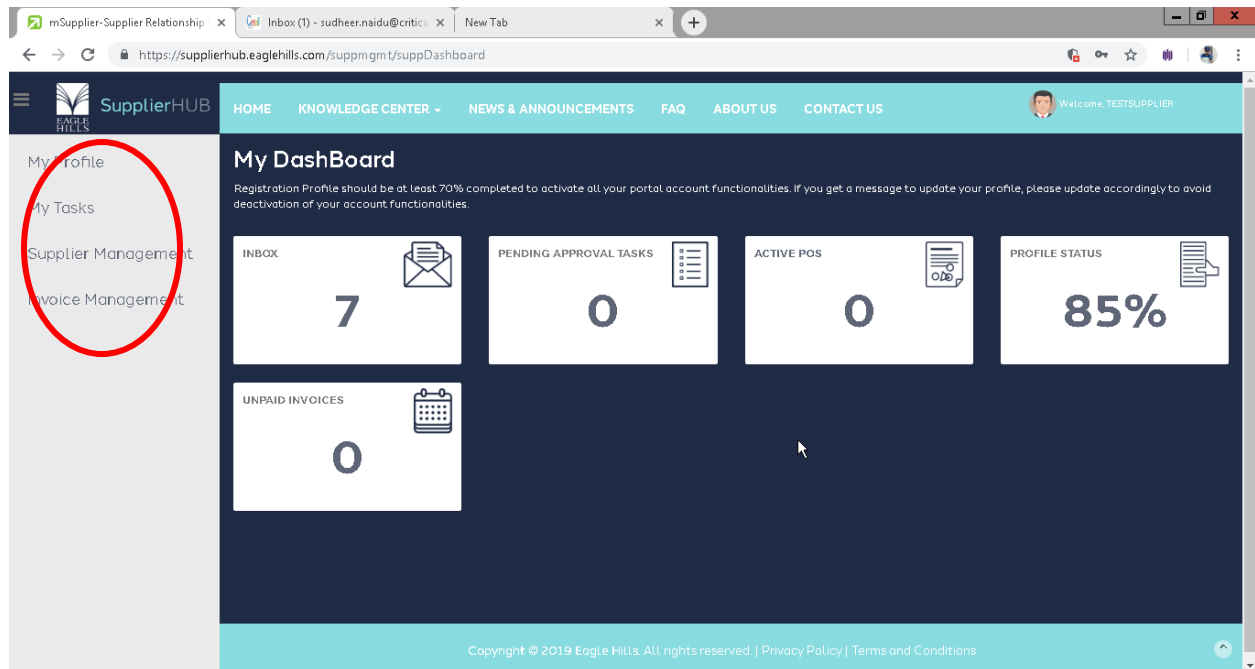 mSupplier-Supplier Relationship
Inbox (1) - sudheer.naidu@critica
New Tab
https://supplierhub.eaglehills.com/suppmgmt/suppDashboard
EAGLE
HILLS
SupplierHUB
HOME
KNOWLEDGE CENTER
NEWS & ANNOUNCEMENTS
FAQ
ABOUT US
CONTACT US
Welcome, TESTSUPPLIER
My Profile
My Tasks
Supplier Management
Invoice Management
My DashBoard
Registration Profile should be at least 70% completed to activate all your portal account functionalities. If you get a message to update your profile, please update accordingly to avoid
deactivation of your account functionalities.
INBOX
7
PENDING APPROVAL TASKS
0
ACTIVE POS
0
PROFILE STATUS
85%
UNPAID INVOICES
0
Copyright © 2019 Eagle Hills. All rights reserved. | Privacy Policy | Terms and Conditions